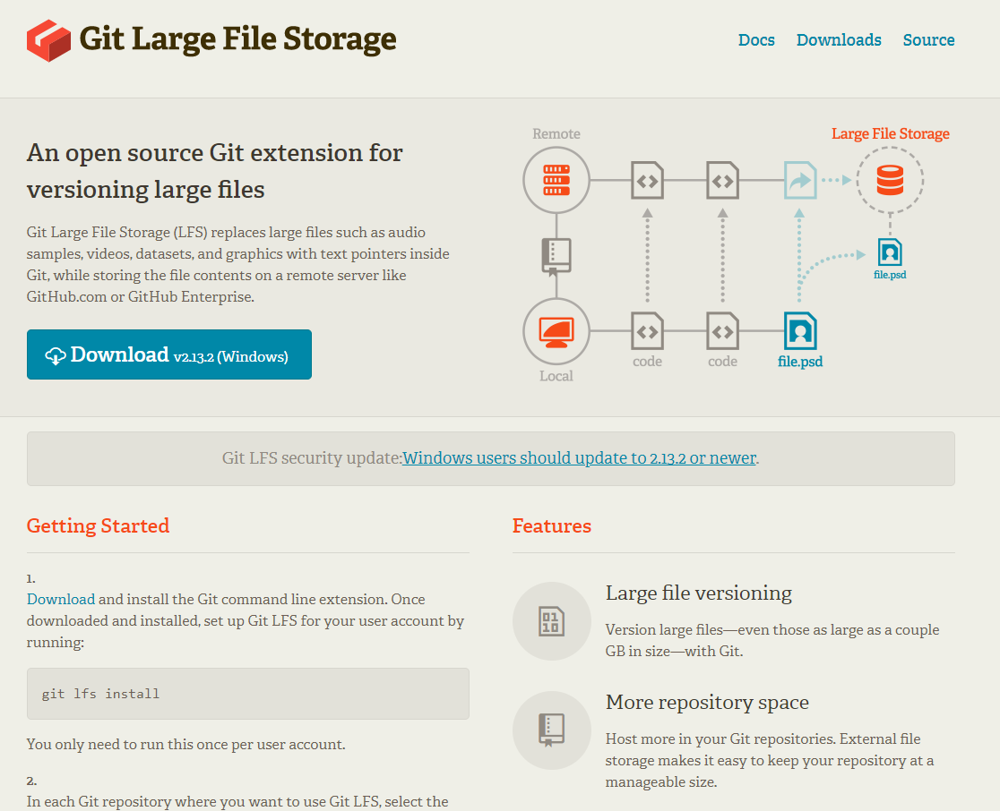 Git Large File Storage
Docs Downloads Source
An open source Git extension for
versioning large files
Git Large File Storage (LFS) replaces large files such as audio
samples, videos, datasets, and graphics with text pointers inside
Git, while storing the file contents on a remote server like
GitHub.com or GitHub Enterprise.
Download v2.13.2 (Windows)
Remote
Large File Storage
file.psd
code
code
file.psd
Local
Git LFS security update:Windows users should update to 2.13.2 or newer.
Getting Started
1.
Download and install the Git command line extension. Once
downloaded and installed, set up Git LFS for your user account by
running:
git lfs install
You only need to run this once per user account.
2.
In each Git repository where you want to use Git LFS, select the
Features
01
10
Large file versioning
Version large files—even those as large as a couple
GB in size—with Git.
More repository space
Host more in your Git repositories. External file
storage makes it easy to keep your repository at a
manageable size.